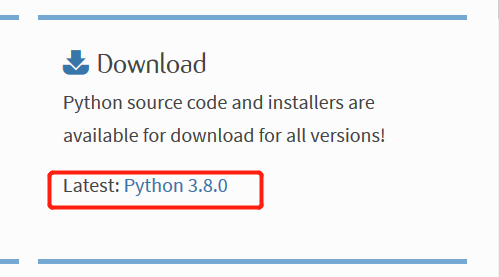 Download
Python source code and installers are
available for download for all versions!
Latest: Python 3.8.0